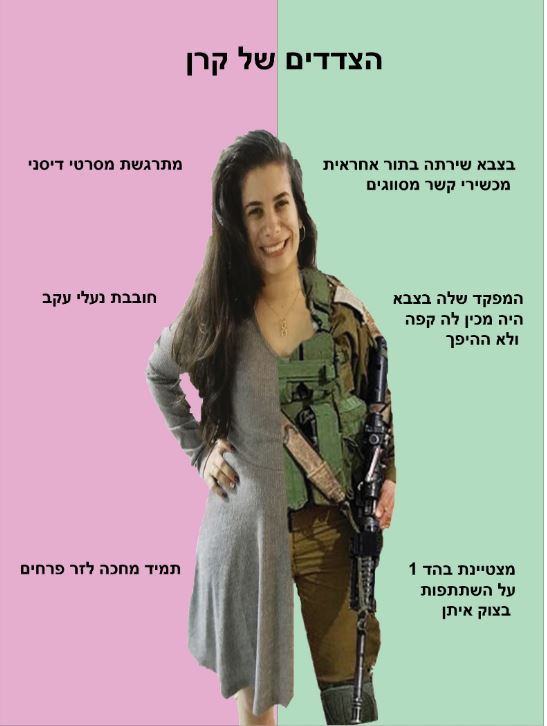 הצדדים של קרן
בצבא שירתה בתור אחראית
מכשירי קשר מסווגים
המפקד שלה בצבא
היה מכין לה קפה
ולא ההיפך
מצטיינת בהד 1
על השתתפות
בצוק איתן
מתרגשת מסרטי דיסני
חובבת נעלי עקב
תמיד מחכה לזר פרחים